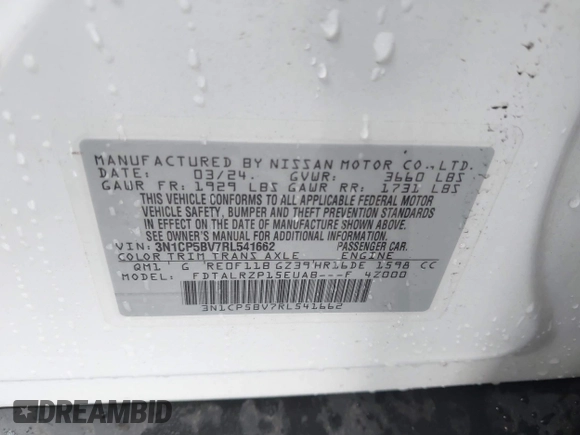 MANUFACTURED BY NISSAN MOTOR CO.,LTD.
DATE: 03/24. GVWR: 3660 LBS
GAWR FR: 1929 LBS GAWR RR: 1731 LBS
THIS VEHICLE CONFORMS TO ALL APPLICABLE FEDERAL MOTOR
VEHICLE SAFETY, BUMPER AND THEFT PREVENTION STANDARDS
IN EFFECT ON THE DATE OF MANUFACTURE SHOWN ABOVE.
SEE OWNER'S MANUAL FOR FURTHER INFORMATION
VIN: 3N1CP5BV7RL541662 PASSENGER CAR.
COLOR TRIM TRANS AXLE ENGINE
QM1 G RE0F11B GZ39 HR16DE 1598 CC
MODEL: FDTALRZP15EUAB---F 4Z000
3N1CP5BV7RL541662
DREAMBID